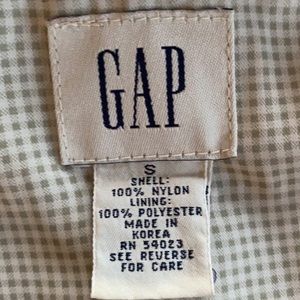 GAP
S
SHELL:
100% NYLON
LINING:
100% POLYESTER
MADE IN
KOREA
RN 54023
SEE REVERSE
FOR CARE